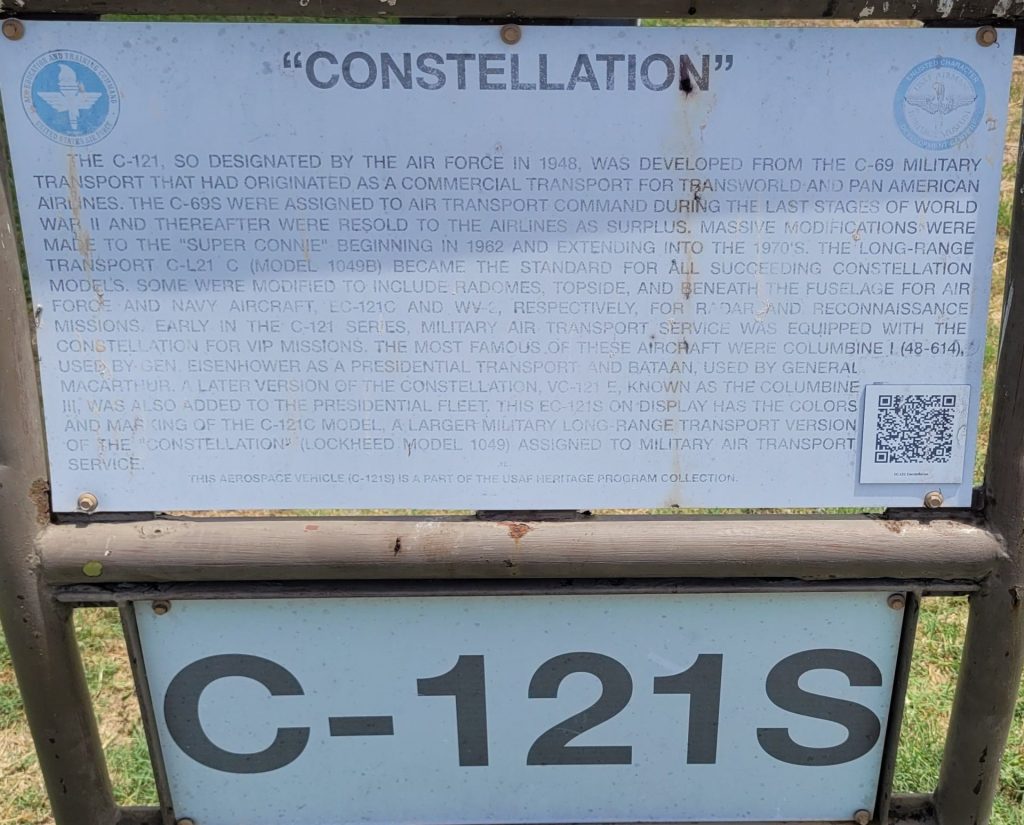 "CONSTELLATION"
AIR EDUCATION AND TRAINING COMMAND
UNITED STATES AIR FORCE
ENLISTED CHARACTER
THE C-121, SO DESIGNATED BY THE AIR FORCE IN 1948, WAS DEVELOPED FROM THE C-69 MILITARY
TRANSPORT THAT HAD ORIGINATED AS A COMMERCIAL TRANSPORT FOR TRANSWORLD AND PAN AMERICAN
AIRLINES. THE C-69S WERE ASSIGNED TO AIR TRANSPORT COMMAND DURING THE LAST STAGES OF WORLD
WAR II AND THEREAFTER WERE RESOLD TO THE AIRLINES AS SURPLUS. MASSIVE MODIFICATIONS WERE
MADE TO THE "SUPER CONNIE" BEGINNING IN 1962 AND EXTENDING INTO THE 1970'S. THE LONG-RANGE
TRANSPORT C-L21 C (MODEL 1049B) BECAME THE STANDARD FOR ALL SUCCEEDING CONSTELLATION
MODELS. SOME WERE MODIFIED TO INCLUDE RADOMES, TOPSIDE, AND BENEATH THE FUSELAGE FOR AIR
FORCE AND NAVY AIRCRAFT, EC-121C AND WV-2, RESPECTIVELY, FOR RADAR AND RECONNAISSANCE
MISSIONS. EARLY IN THE C-121 SERIES, MILITARY AIR TRANSPORT SERVICE WAS EQUIPPED WITH THE
CONSTELLATION FOR VIP MISSIONS. THE MOST FAMOUS OF THESE AIRCRAFT WERE COLUMBINE I (48-614),
USED BY GEN. EISENHOWER AS A PRESIDENTIAL TRANSPORT AND BATAAN, USED BY GENERAL
MACARTHUR. A LATER VERSION OF THE CONSTELLATION, VC-121 E, KNOWN AS THE COLUMBINE
III, WAS ALSO ADDED TO THE PRESIDENTIAL FLEET. THIS EC-121S ON DISPLAY HAS THE COLORS
AND MARKING OF THE C-121C MODEL, A LARGER MILITARY LONG-RANGE TRANSPORT VERSION
OF THE "CONSTELLATION" (LOCKHEED MODEL 1049) ASSIGNED TO MILITARY AIR TRANSPORT
SERVICE.
THIS AEROSPACE VEHICLE (C-121S) IS A PART OF THE USAF HERITAGE PROGRAM COLLECTION.
C-121S